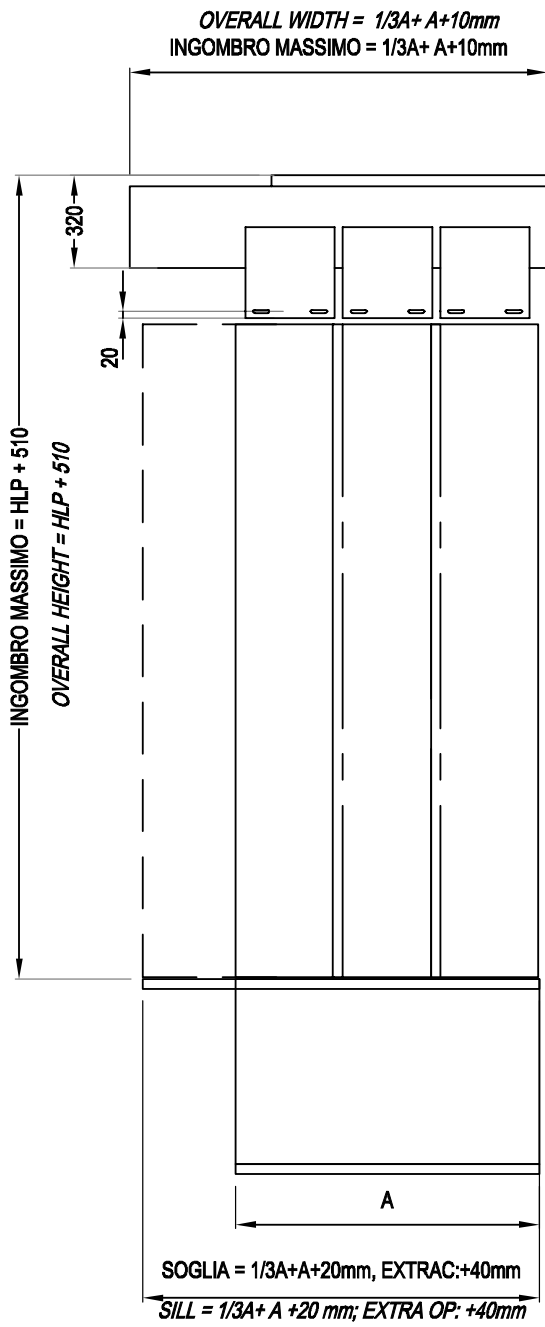 OVERALL WIDTH = 1/3A+ A+10mm
INGOMBRO MASSIMO = 1/3A+ A+10mm
320
20
INGOMBRO MASSIMO = HLP + 510
OVERALL HEIGHT = HLP + 510
A
SOGLIA = 1/3A+A+20mm, EXTRAC:+40mm
SILL = 1/3A+ A +20 mm; EXTRA OP: +40mm